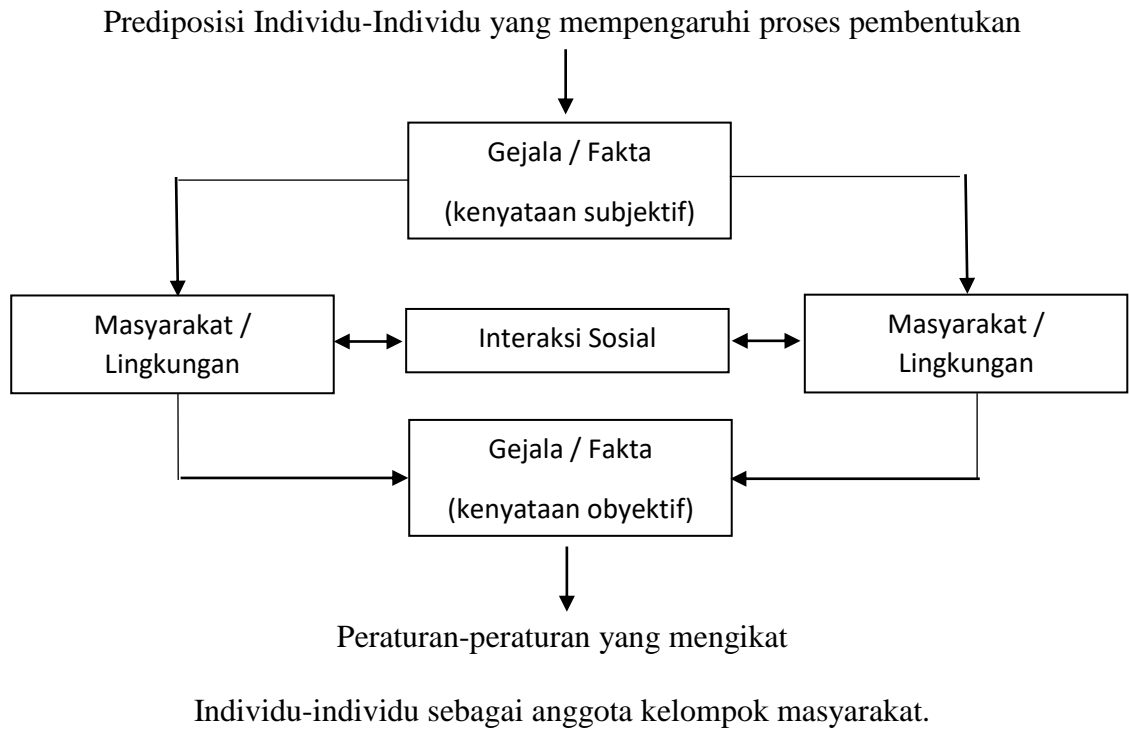 Prediposisi Individu-Individu yang mempengaruhi proses pembentukan
Gejala / Fakta
(kenyataan subjektif)
Masyarakat /
Lingkungan
Interaksi Sosial
Masyarakat /
Lingkungan
Gejala / Fakta
(kenyataan obyektif)
Peraturan-peraturan yang mengikat
Individu-individu sebagai anggota kelompok masyarakat.